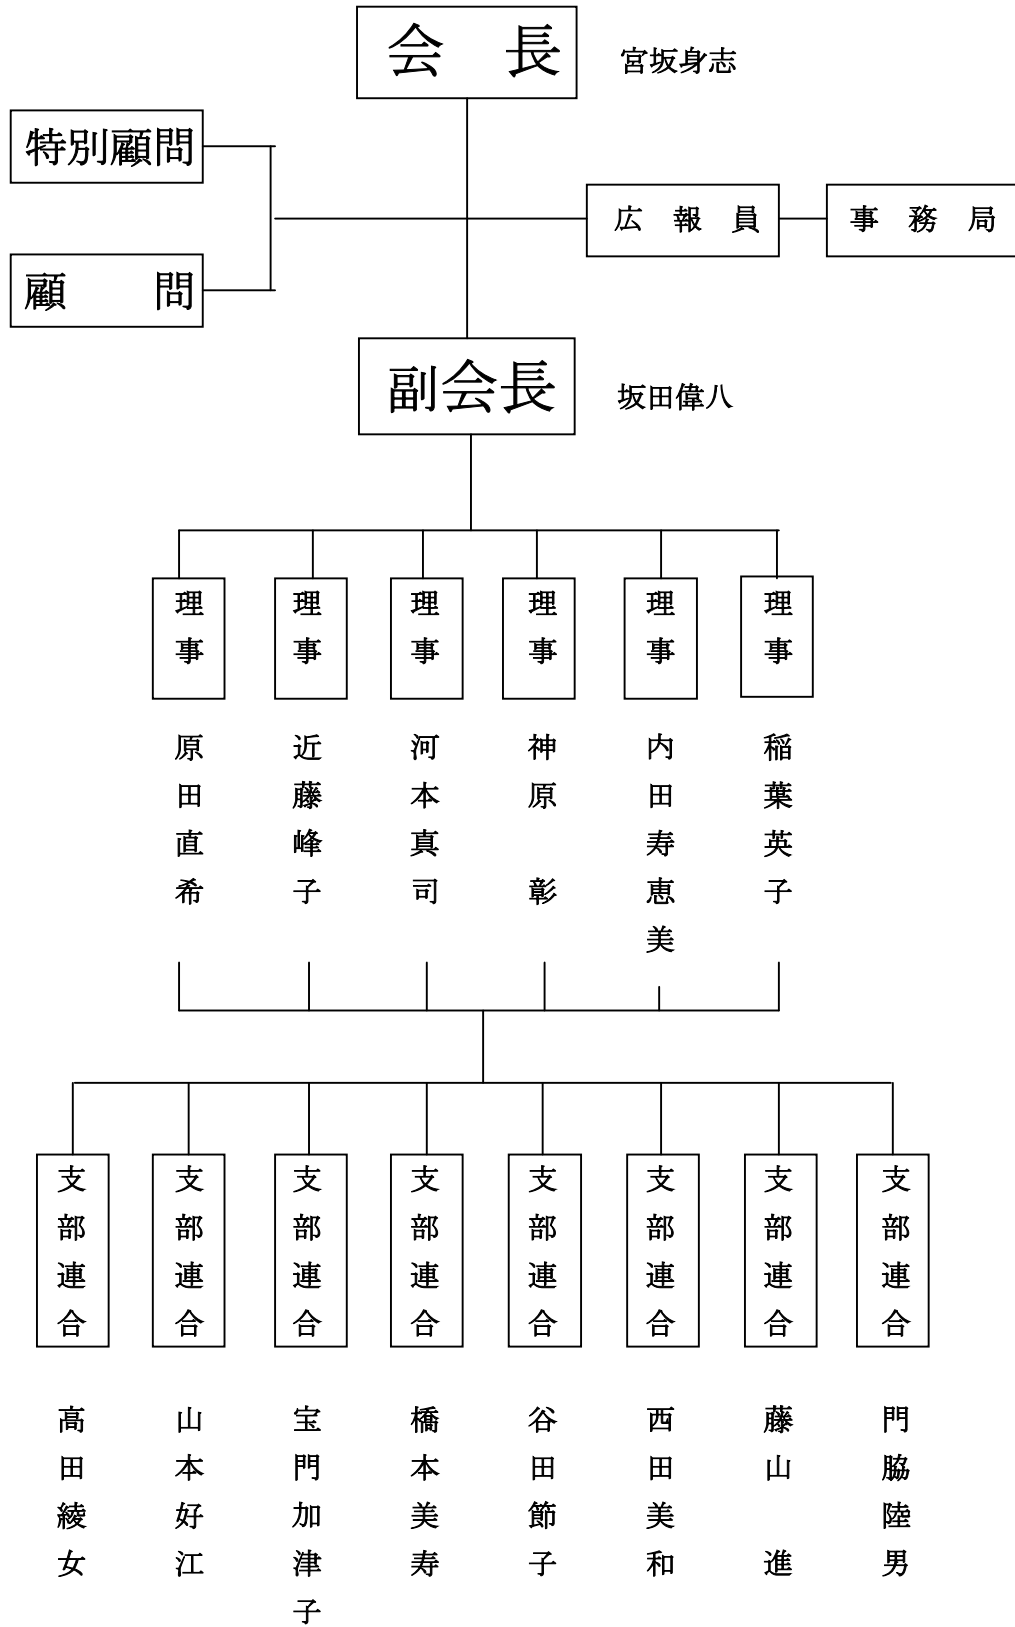 会　長
宮坂身志
特別顧問
広　報　員
事　務　局
顧　　問
副会長
坂田偉八
理事
理事
理事
理事
理事
理事
原田直希
近藤峰子
河本真司
神原　彰
内田寿恵美
稲葉英子
支部連合
支部連合
支部連合
支部連合
支部連合
支部連合
支部連合
支部連合
高田綾女
山本好江
宝門加津子
橋本美寿
谷田節子
西田美和
藤山　進
門脇陸男